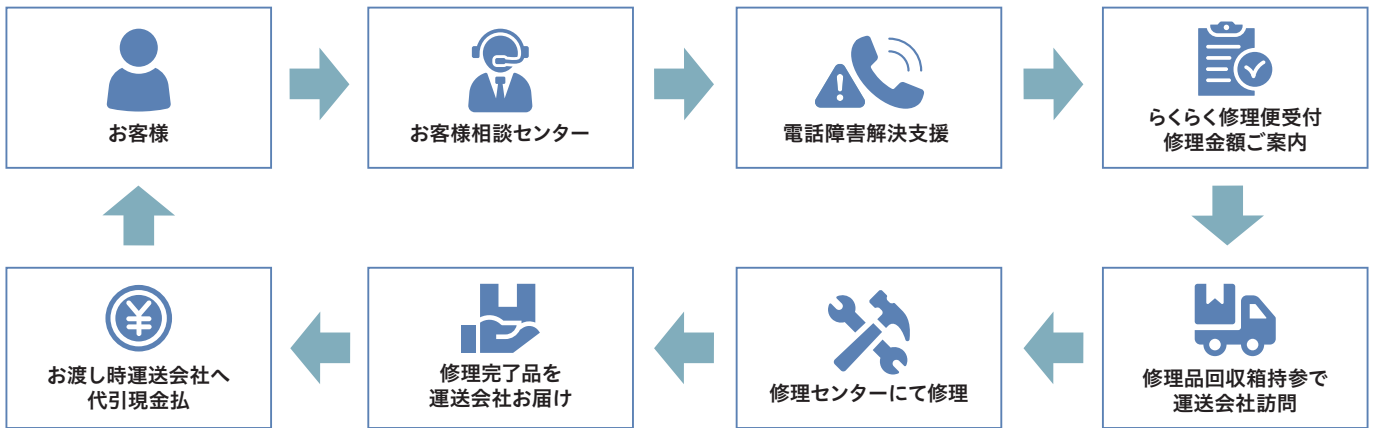 お客様
お客様相談センター
電話障害解決支援
らくらく修理便受付
修理金額ご案内
修理品回収箱持参で
運送会社訪問
修理センターにて修理
修理完了品を
運送会社お届け
お渡し時運送会社へ
代引現金払